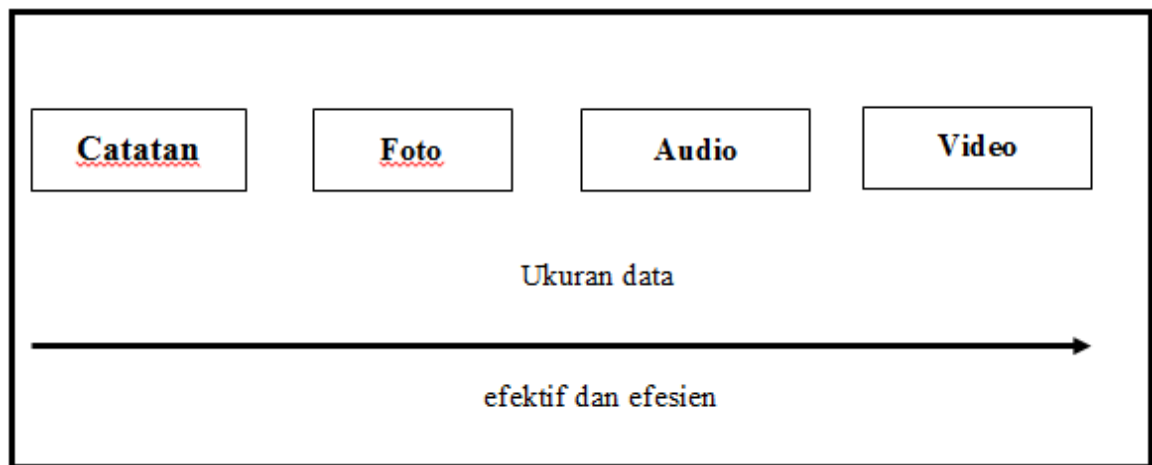 Catatan Foto Audio Video
Ukuran data
efektif dan efesien